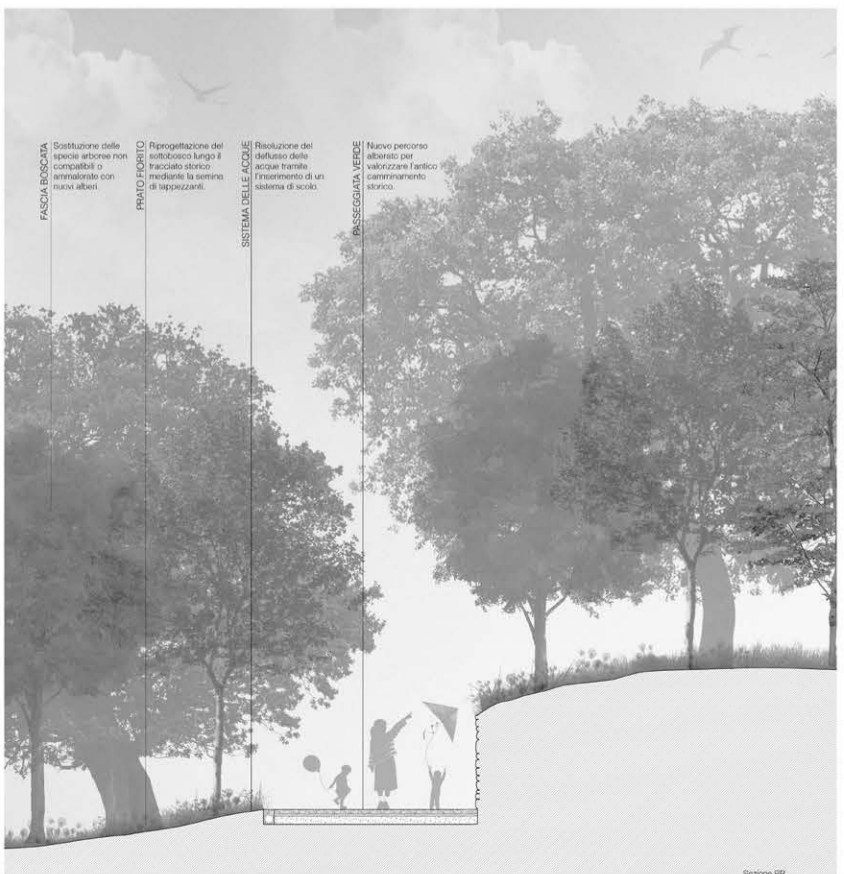 FASCIA BOSCATA
Sostituzione delle
specie arboree non
compatibili o
ammalorate con
nuovi alberi.
PRATO FIORITO
Riprogettazione del
sottobosco lungo il
tracciato storico
mediante la semina
di tappezzanti.
SISTEMA DELLE ACQUE
Risoluzione del
deflusso delle
acque tramite
l'inserimento di un
sistema di scolo.
PASSEGGIATA VERDE
Nuovo percorso
alberato per
valorizzare l'antico
camminamento
storico.
Sezione BB